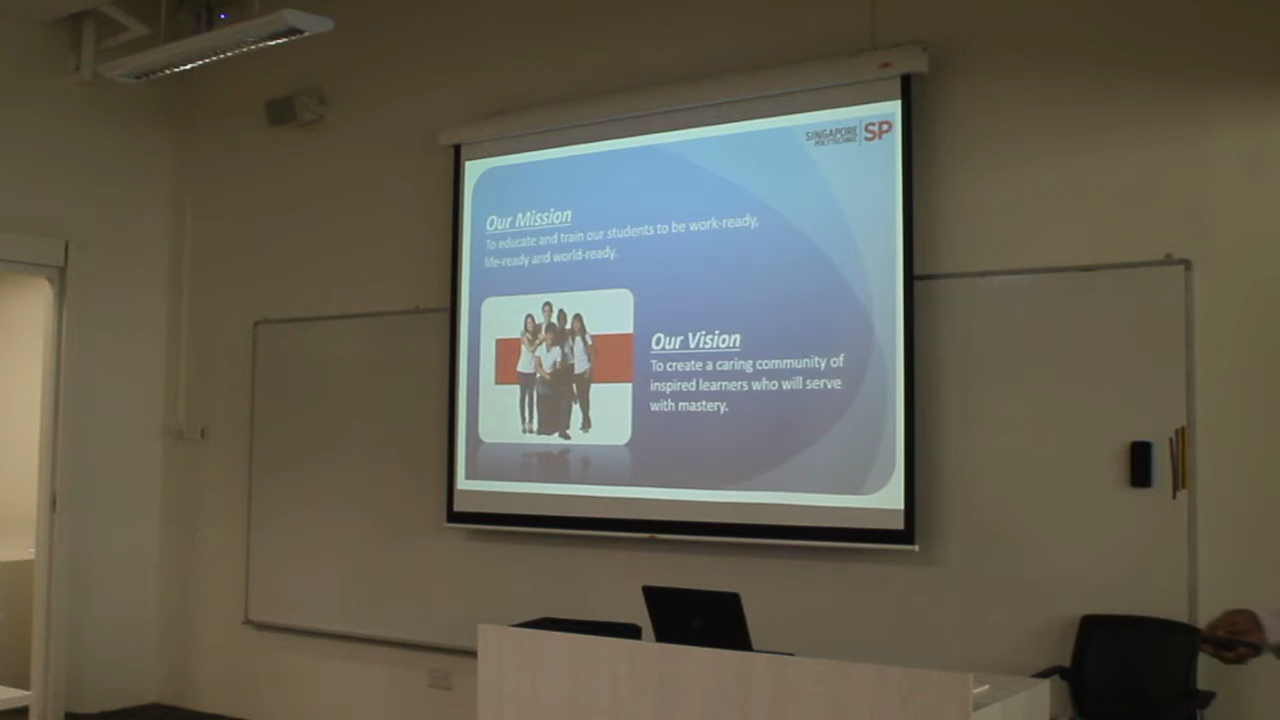 SINGAPORE
POLYTECHNIC
SP
Our Mission
To educate and train our students to be work-ready,
life-ready and world-ready.
Our Vision
To create a caring community of
inspired learners who will serve
with mastery.